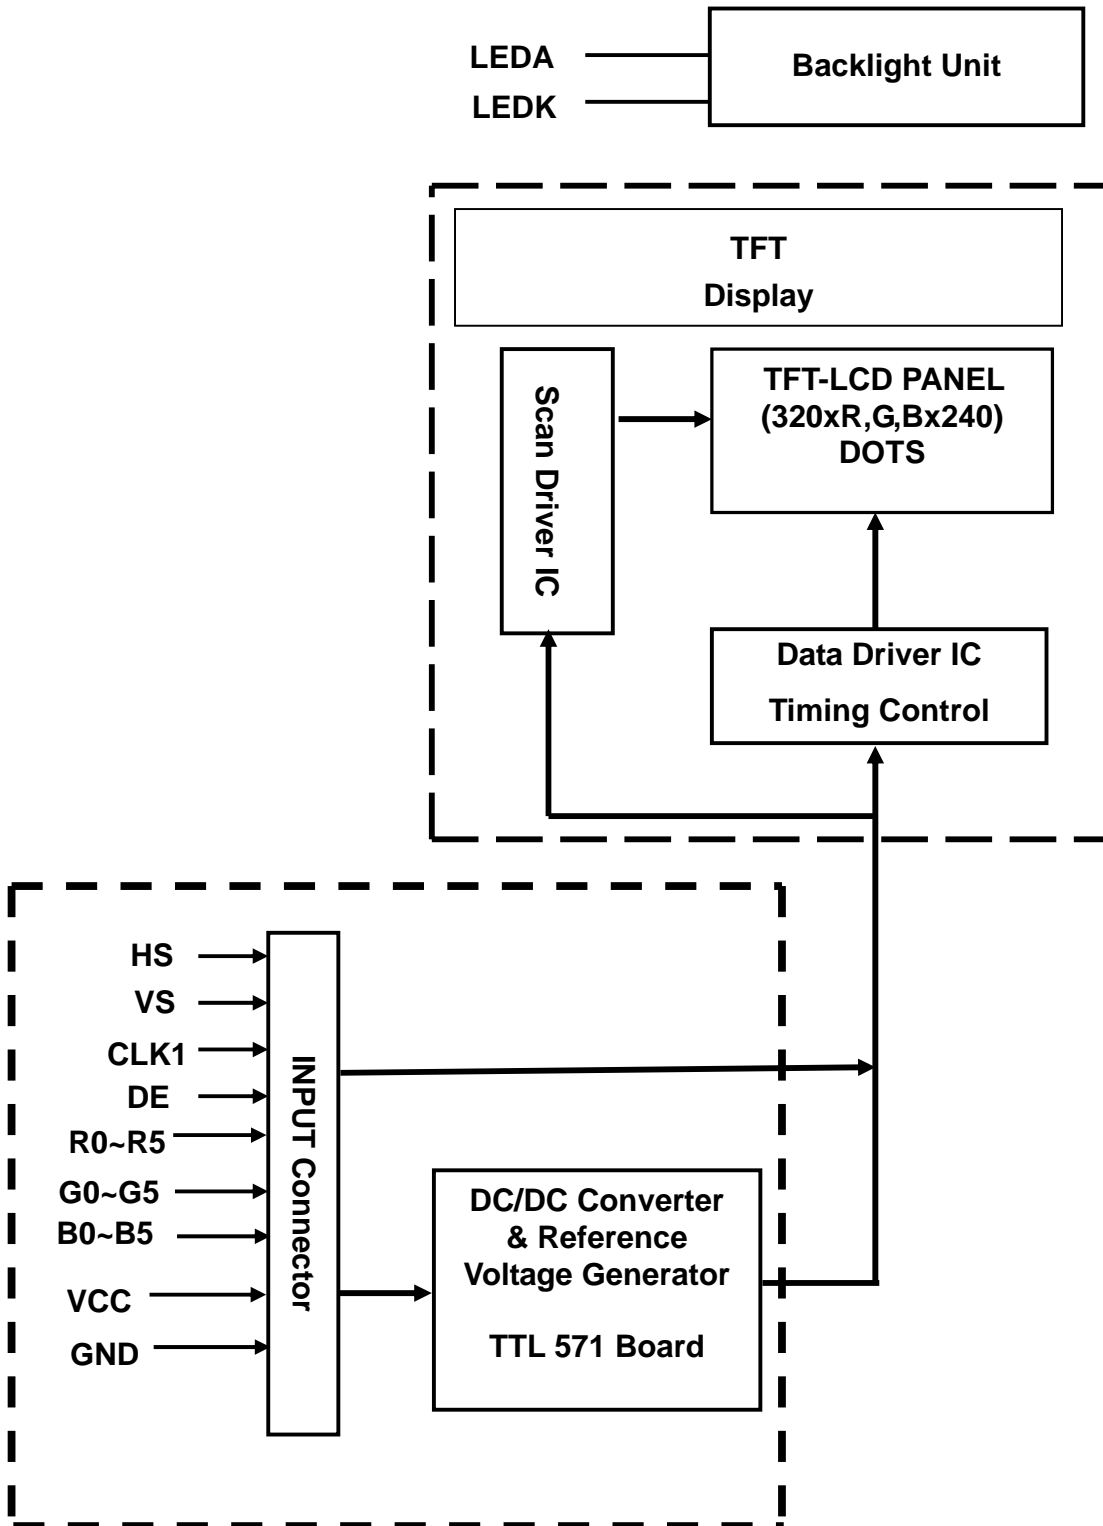 LEDA
LEDK
Backlight Unit
TFT
Display
Scan Driver IC
TFT-LCD PANEL
(320xR,G,Bx240)
DOTS
Data Driver IC
Timing Control
HS
VS
CLK1
DE
R0~R5
G0~G5
B0~B5
VCC
GND
INPUT Connector
DC/DC Converter
& Reference
Voltage Generator
TTL 571 Board